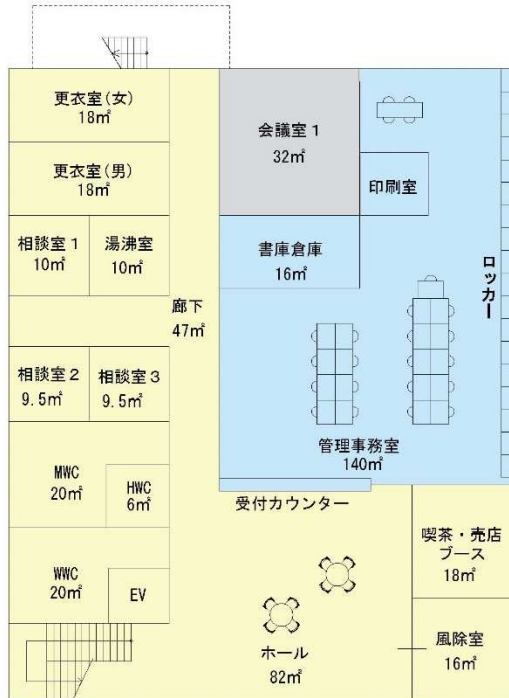 更衣室(女)
18㎡
会議室1
32㎡
更衣室(男)
18㎡
印刷室
相談室1
10㎡
湯沸室
10㎡
書庫倉庫
16㎡
ロッカー
廊下
47㎡
相談室2
9.5㎡
相談室3
9.5㎡
管理事務室
140㎡
MWC
20㎡
HWC
6㎡
受付カウンター
喫茶・売店
ブース
18㎡
WWC
20㎡
EV
ホール
82㎡
風除室
16㎡